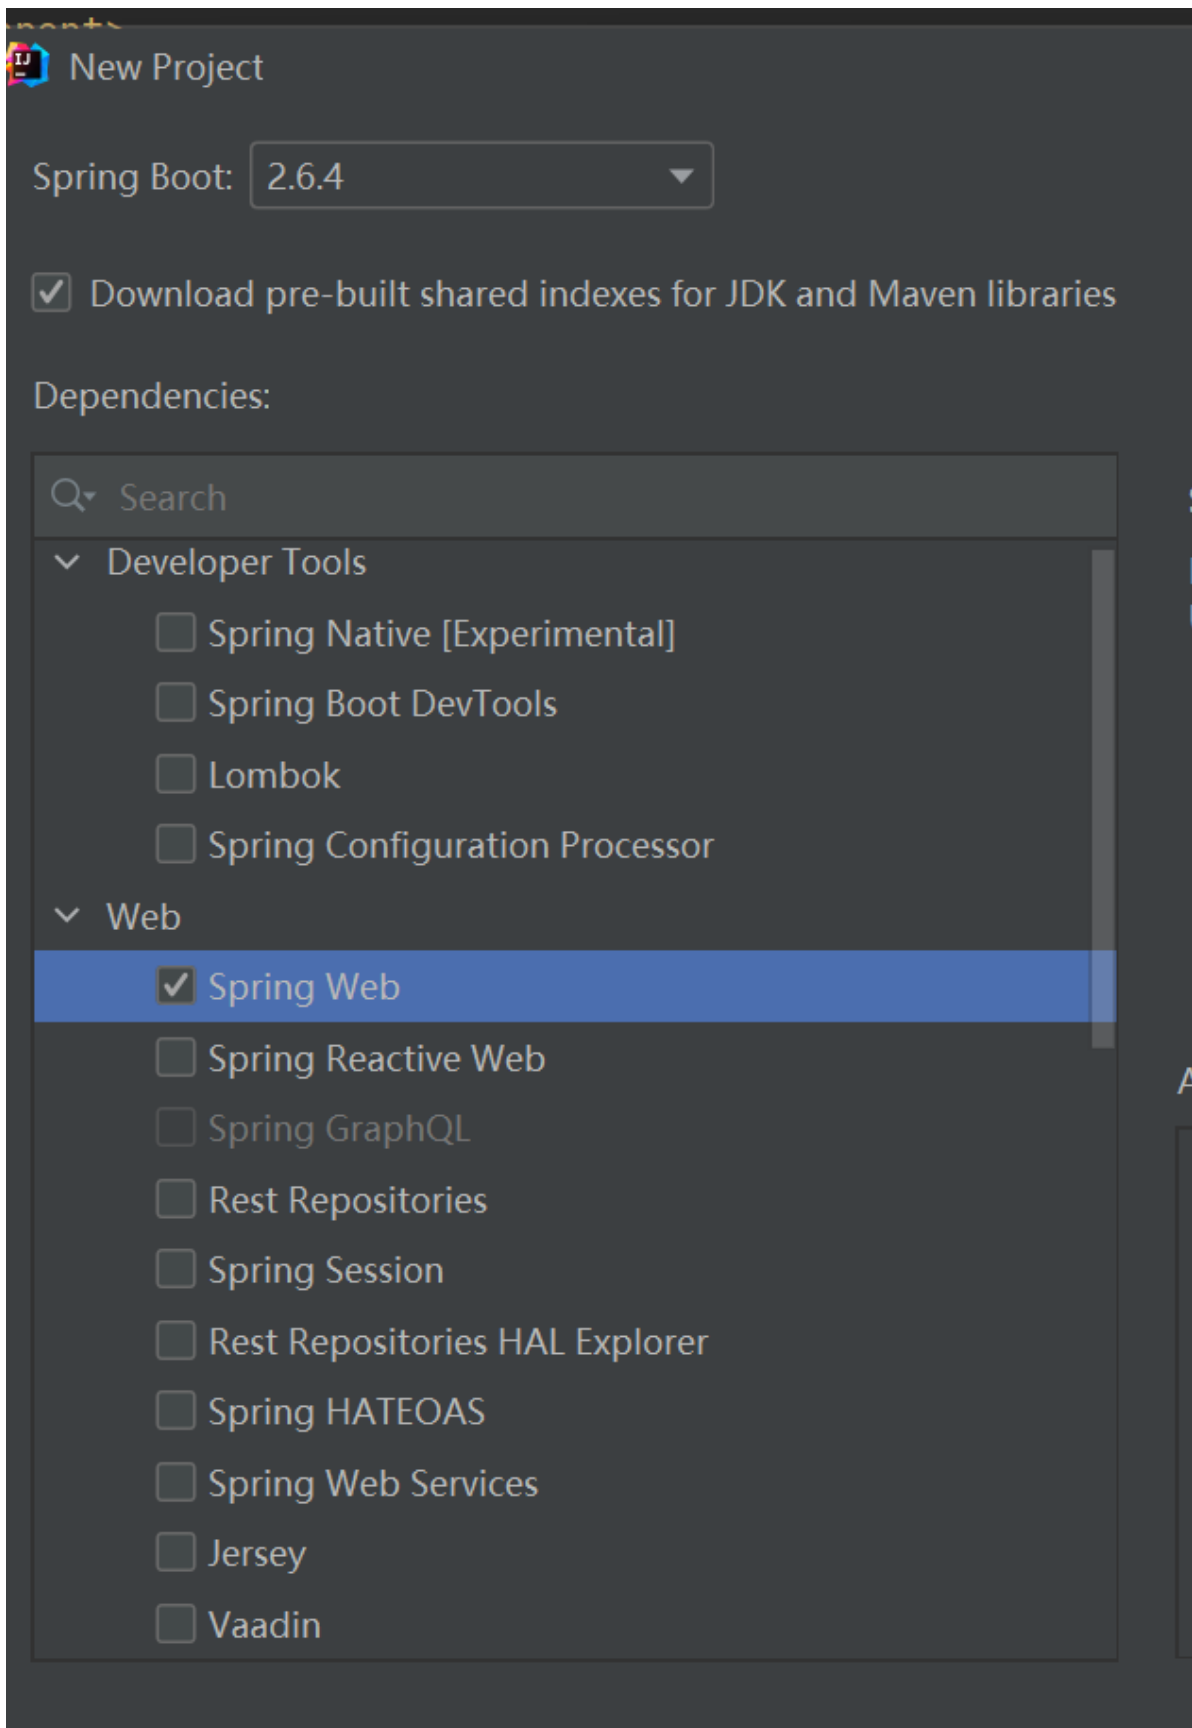 New Project
Spring Boot: 2.6.4
Download pre-built shared indexes for JDK and Maven libraries
Dependencies:
Search
Developer Tools
Spring Native [Experimental]
Spring Boot DevTools
Lombok
Spring Configuration Processor
Web
Spring Web
Spring Reactive Web
Spring GraphQL
Rest Repositories
Spring Session
Rest Repositories HAL Explorer
Spring HATEOAS
Spring Web Services
Jersey
Vaadin